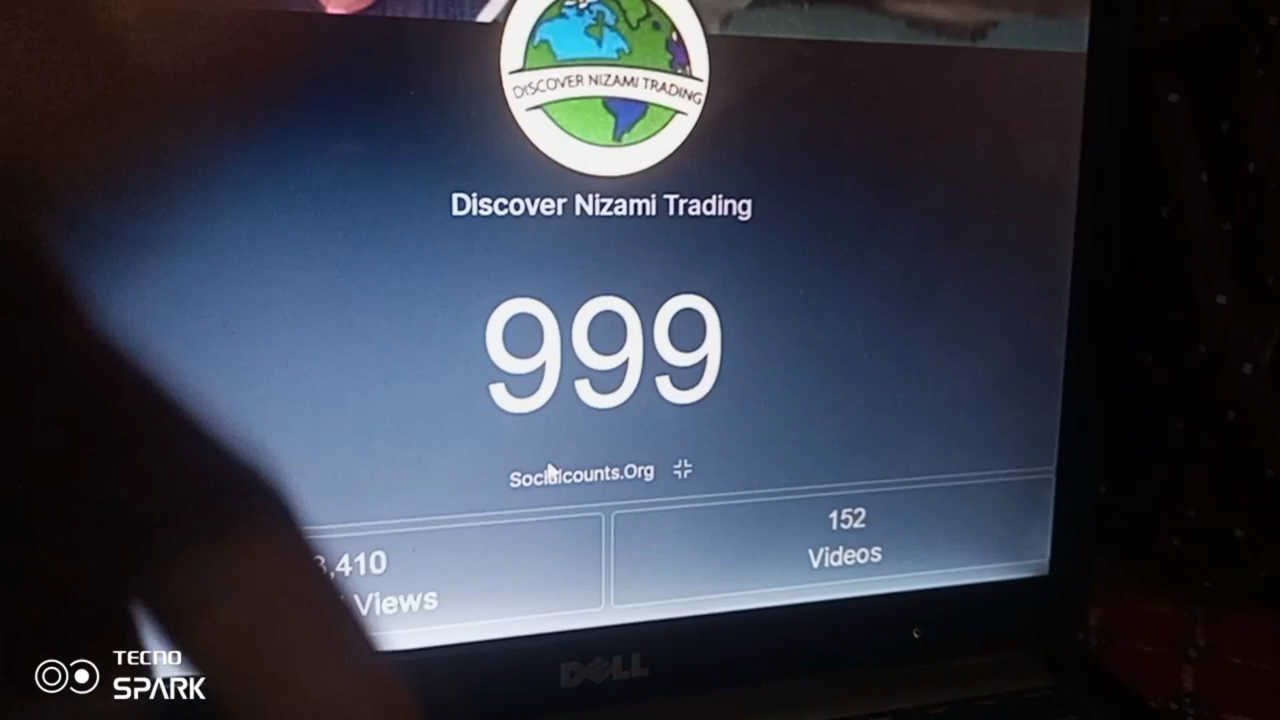 DISCOVER NIZAMI TRADING
Discover Nizami Trading
999
Socialcounts.Org
152
Videos
,410
Views
DELL
TECNO
SPARK